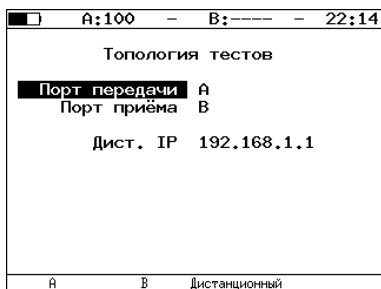 A:100 – B:---- – 22:14
Топология тестов
Порт передачи A
Порт приёма B
Дист. IP 192.168.1.1
A B Дистанционный